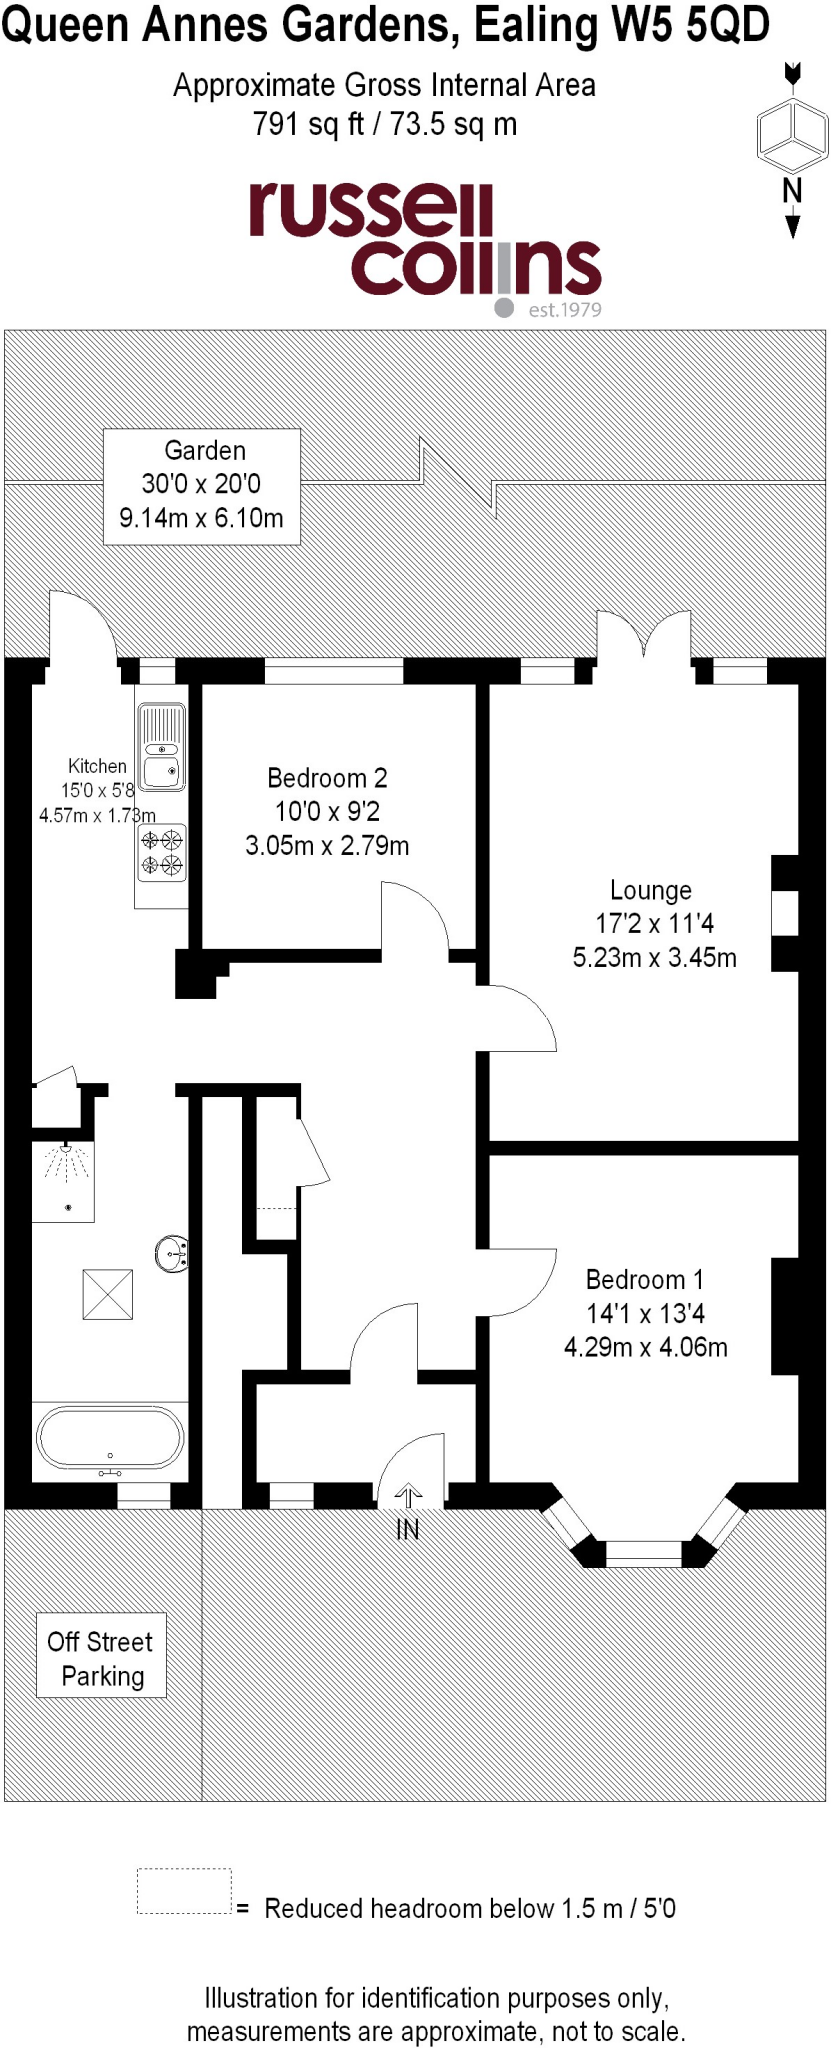 Queen Annes Gardens, Ealing W5 5QD
Approximate Gross Internal Area
791 sq ft / 73.5 sq m
N
russell
collins
est.1979
Garden
30'0 x 20'0
9.14m x 6.10m
Kitchen
15'0 x 5'8
4.57m x 1.73m
Bedroom 2
10'0 x 9'2
3.05m x 2.79m
Lounge
17'2 x 11'4
5.23m x 3.45m
Bedroom 1
14'1 x 13'4
4.29m x 4.06m
IN
Off Street
Parking
= Reduced headroom below 1.5 m / 5'0
Illustration for identification purposes only,
measurements are approximate, not to scale.